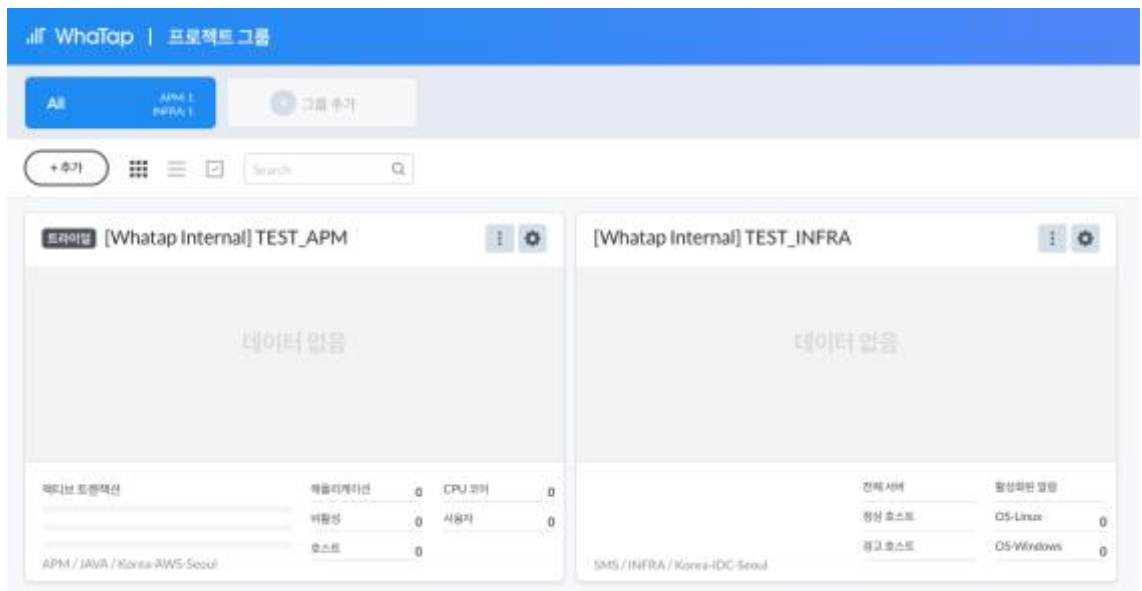 WhaTap | 프로젝트 그룹
All
APM: 1
INFRA: 1
+ 그룹 추가
+ 추가
Search
트라이얼 [Whatap Internal] TEST_APM
[Whatap Internal] TEST_INFRA
데이터 없음
데이터 없음
액티브 트랜잭션
애플리케이션 0
CPU 코어 0
비활성 0
사용자 0
호스트 0
APM / JAVA / Korea-AWS-Seoul
전체 서버
활성화된 알람
정상 호스트
OS-Linux 0
경고 호스트
OS-Windows 0
SMS / INFRA / Korea-IDC-Seoul